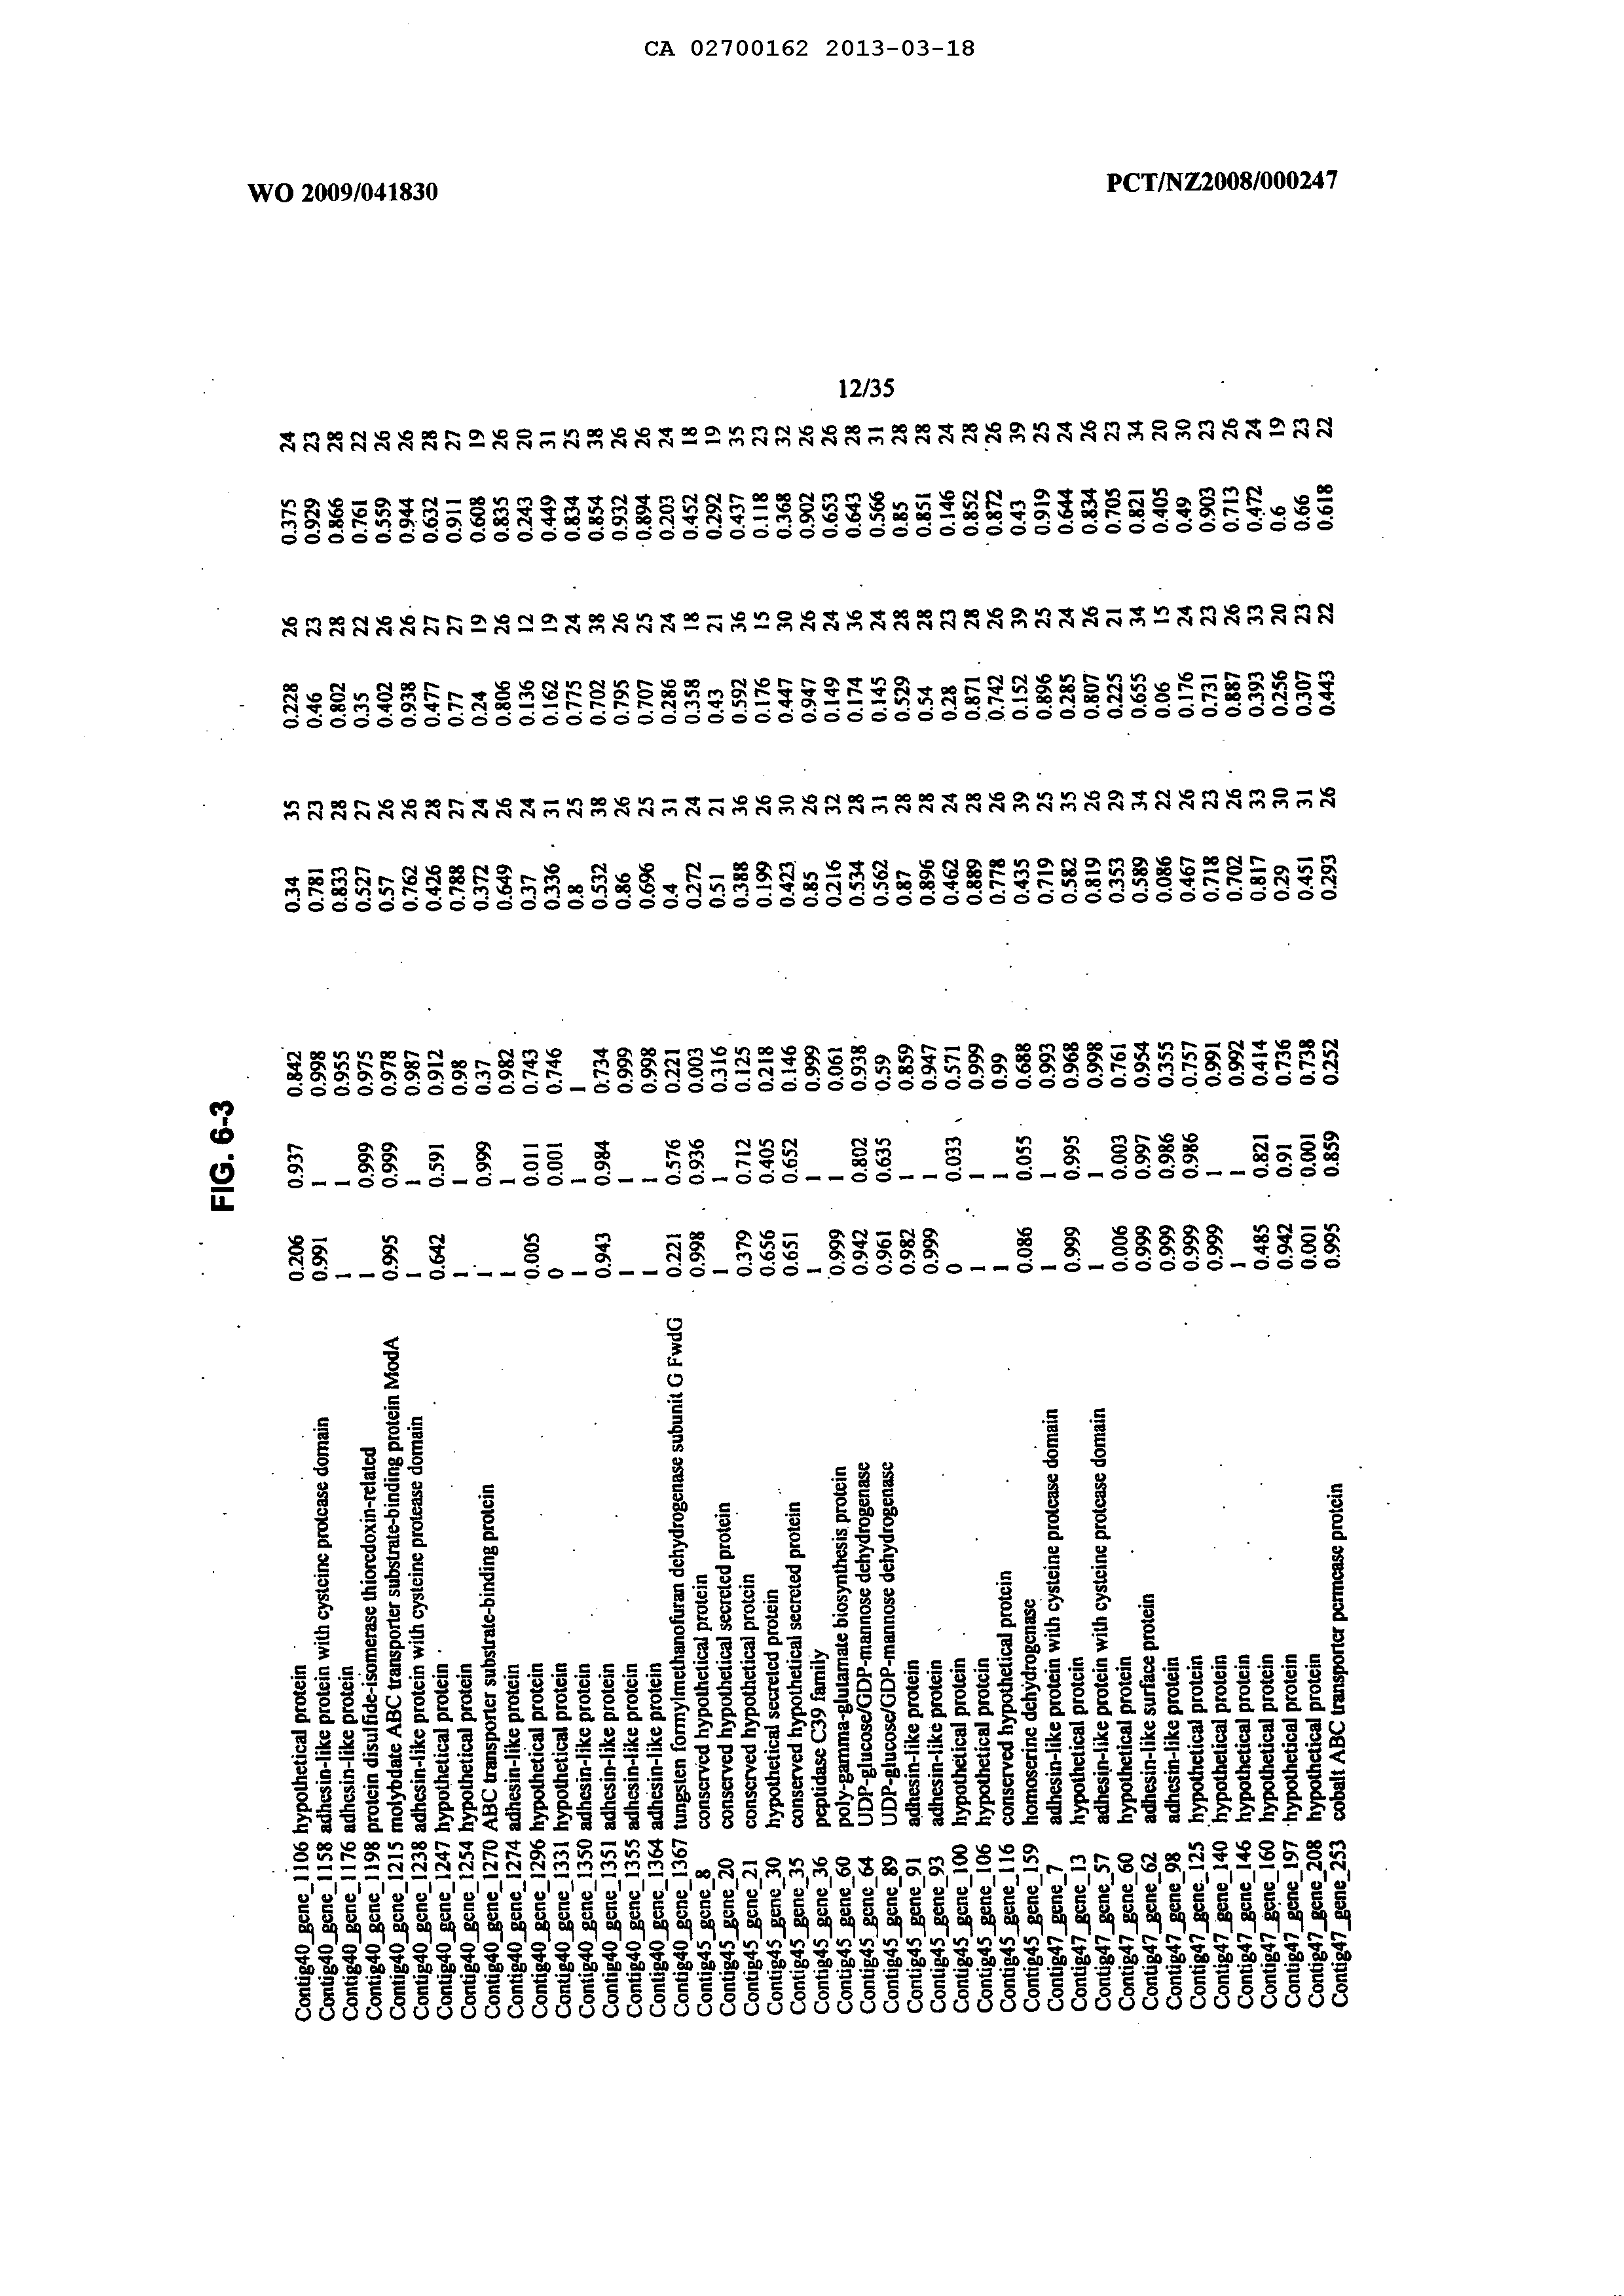 CA 02700162 2013-03-18
WO 2009/041830
PCT/NZ2008/000247
12/35
FIG. 6-3
Contig40_gene_1106 hypothetical protein 0.206 0.937 0.842 0.34 35 0.228 26 0.375 24
Contig40_gene_1158 adhesin-like protein with cysteine protease domain 0.991 1 0.998 0.781 23 0.46 23 0.929 23
Contig40_gene_1176 adhesin-like protein 1 1 0.955 0.833 28 0.802 28 0.866 28
Contig40_gene_1198 protein disulfide-isomerase thioredoxin-related 1 0.999 0.975 0.527 27 0.35 22 0.761 22
Contig40_gene_1215 molybdate ABC transporter substrate-binding protein ModA 0.995 0.999 0.978 0.57 26 0.402 26 0.559 26
Contig40_gene_1238 adhesin-like protein with cysteine protease domain 1 1 0.987 0.762 26 0.938 26 0.944 26
Contig40_gene_1247 hypothetical protein 0.642 0.591 0.912 0.426 28 0.477 27 0.632 28
Contig40_gene_1254 hypothetical protein 1 1 0.98 0.788 27 0.77 27 0.911 27
Contig40_gene_1270 ABC transporter substrate-binding protein 1 0.999 0.37 0.372 24 0.24 19 0.608 19
Contig40_gene_1274 adhesin-like protein 1 1 0.982 0.649 26 0.806 26 0.835 26
Contig40_gene_1296 hypothetical protein 0.005 0.011 0.743 0.37 24 0.136 12 0.243 20
Contig40_gene_1331 hypothetical protein 0 0.001 0.746 0.336 31 0.162 19 0.449 31
Contig40_gene_1350 adhesin-like protein 1 1 1 0.8 25 0.775 24 0.834 25
Contig40_gene_1351 adhesin-like protein 0.943 0.984 0.734 0.532 38 0.702 38 0.854 38
Contig40_gene_1355 adhesin-like protein 1 1 0.999 0.86 26 0.795 26 0.932 26
Contig40_gene_1364 adhesin-like protein 1 1 0.998 0.696 25 0.707 25 0.894 26
Contig40_gene_1367 tungsten formylmethanofuran dehydrogenase subunit G FwdG 0.221 0.576 0.221 0.4 31 0.286 24 0.203 24
Contig45_gene_8 conserved hypothetical protein 0.998 0.936 0.003 0.272 24 0.358 18 0.452 18
Contig45_gene_20 conserved hypothetical secreted protein 1 1 0.316 0.51 21 0.43 21 0.292 19
Contig45_gene_21 conserved hypothetical protein 0.379 0.712 0.125 0.388 36 0.592 36 0.437 35
Contig45_gene_30 hypothetical secreted protein 0.656 0.405 0.218 0.199 26 0.176 15 0.118 23
Contig45_gene_35 conserved hypothetical secreted protein 0.651 0.652 0.146 0.423 30 0.447 30 0.368 32
Contig45_gene_36 peptidase C39 family 1 1 0.999 0.85 26 0.947 26 0.902 26
Contig45_gene_60 poly-gamma-glutamate biosynthesis protein 0.999 1 0.061 0.216 32 0.149 24 0.653 26
Contig45_gene_64 UDP-glucose/GDP-mannose dehydrogenase 0.942 0.802 0.938 0.534 28 0.174 36 0.643 28
Contig45_gene_89 UDP-glucose/GDP-mannose dehydrogenase 0.961 0.635 0.59 0.562 31 0.145 24 0.566 31
Contig45_gene_91 adhesin-like protein 0.982 1 0.859 0.87 28 0.529 28 0.85 28
Contig45_gene_93 adhesin-like protein 0.999 1 0.947 0.896 28 0.54 28 0.851 28
Contig45_gene_100 hypothetical protein 0 0.033 0.571 0.462 24 0.28 23 0.146 24
Contig45_gene_106 hypothetical protein 1 1 0.999 0.889 28 0.871 28 0.852 28
Contig45_gene_116 conserved hypothetical protein 1 1 0.99 0.778 26 0.742 26 0.872 26
Contig45_gene_159 homoserine dehydrogenase 0.086 0.055 0.688 0.435 39 0.152 39 0.43 39
Contig47_gene_7 adhesin-like protein with cysteine protease domain 1 1 0.993 0.719 25 0.896 25 0.919 25
Contig47_gene_13 hypothetical protein 0.999 0.995 0.968 0.582 35 0.285 24 0.644 24
Contig47_gene_57 adhesin-like protein with cysteine protease domain 1 1 0.998 0.819 26 0.807 26 0.834 26
Contig47_gene_60 hypothetical protein 0.006 0.003 0.761 0.353 29 0.225 21 0.705 23
Contig47_gene_62 adhesin-like surface protein 0.999 0.997 0.954 0.589 34 0.655 34 0.821 34
Contig47_gene_98 adhesin-like protein 0.999 0.986 0.355 0.086 22 0.06 15 0.405 20
Contig47_gene_125 hypothetical protein 0.999 0.986 0.757 0.467 26 0.176 24 0.49 30
Contig47_gene_140 hypothetical protein 0.999 1 0.991 0.718 23 0.731 23 0.903 23
Contig47_gene_146 hypothetical protein 1 1 0.992 0.702 26 0.887 26 0.713 26
Contig47_gene_160 hypothetical protein 0.485 0.821 0.414 0.817 33 0.393 33 0.472 24
Contig47_gene_197 hypothetical protein 0.942 0.91 0.736 0.29 30 0.256 20 0.6 19
Contig47_gene_208 hypothetical protein 0.001 0.001 0.738 0.451 31 0.307 23 0.66 23
Contig47_gene_253 cobalt ABC transporter permease protein 0.995 0.859 0.252 0.293 26 0.443 22 0.618 22